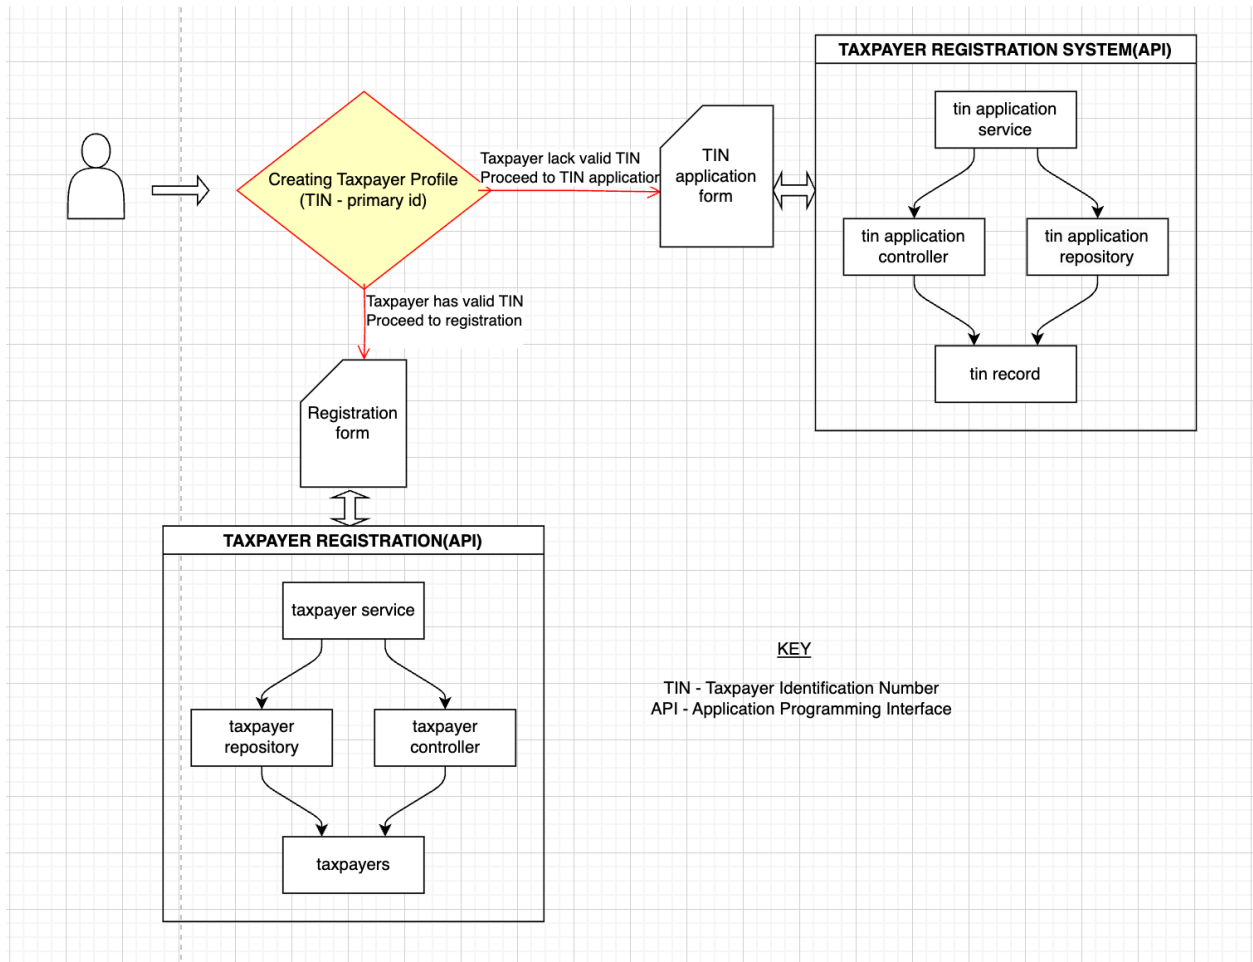 TAXPAYER REGISTRATION SYSTEM(API)
tin application
service
tin application
controller
tin application
repository
tin record
TIN
application
form
Taxpayer lack valid TIN
Proceed to TIN application
Creating Taxpayer Profile
(TIN - primary id)
Taxpayer has valid TIN
Proceed to registration
Registration
form
TAXPAYER REGISTRATION(API)
taxpayer service
taxpayer
repository
taxpayer
controller
taxpayers
KEY
TIN - Taxpayer Identification Number
API - Application Programming Interface